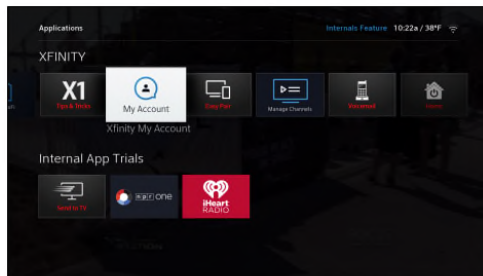 Applications
Internals Feature 10:22a / 38°F
XFINITY
X1
Tips & Tricks
My Account
Easy Pair
Manage Channels
Voicemail
Home
Xfinity My Account
Internal App Trials
Send to TV
npr one
iHeart
RADIO